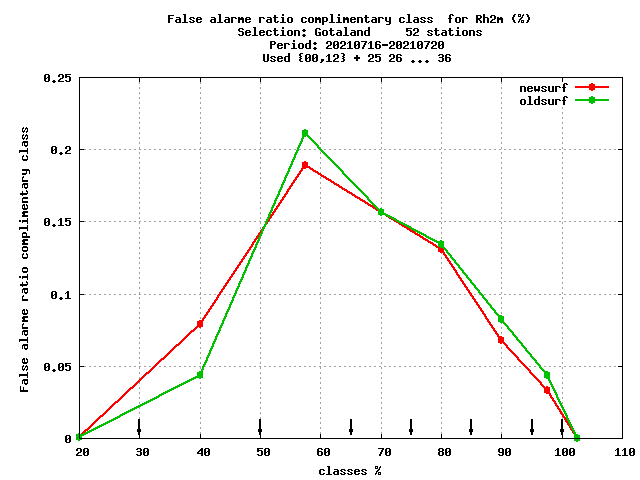 False alarme ratio complimentary class  for Rh2m (%)
Selection: Gotaland     52 stations
Period: 20210716-20210720
Used {00,12} + 25 26 ... 36
newsurf
oldsurf
False alarme ratio complimentary class
0.25
0.2
0.15
0.1
0.05
0
20 30 40 50 60 70 80 90 100 110
classes %